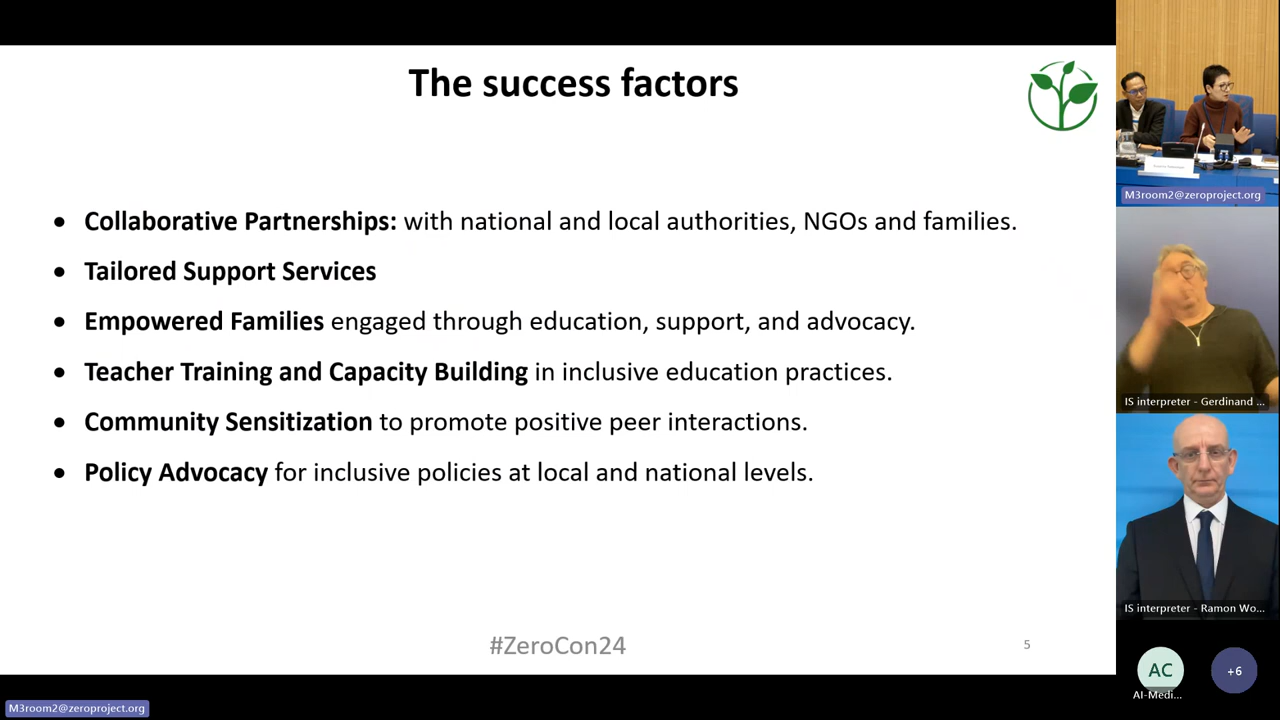 The success factors
• Collaborative Partnerships: with national and local authorities, NGOs and families.
• Tailored Support Services
• Empowered Families engaged through education, support, and advocacy.
• Teacher Training and Capacity Building in inclusive education practices.
• Community Sensitization to promote positive peer interactions.
• Policy Advocacy for inclusive policies at local and national levels.
#ZeroCon24
5
M3room2@zeroproject.org
M3room2@zeroproject.org
IS interpreter - Gerdinand ...
IS interpreter - Ramon Wo...
AC
AI-Medi...
+6